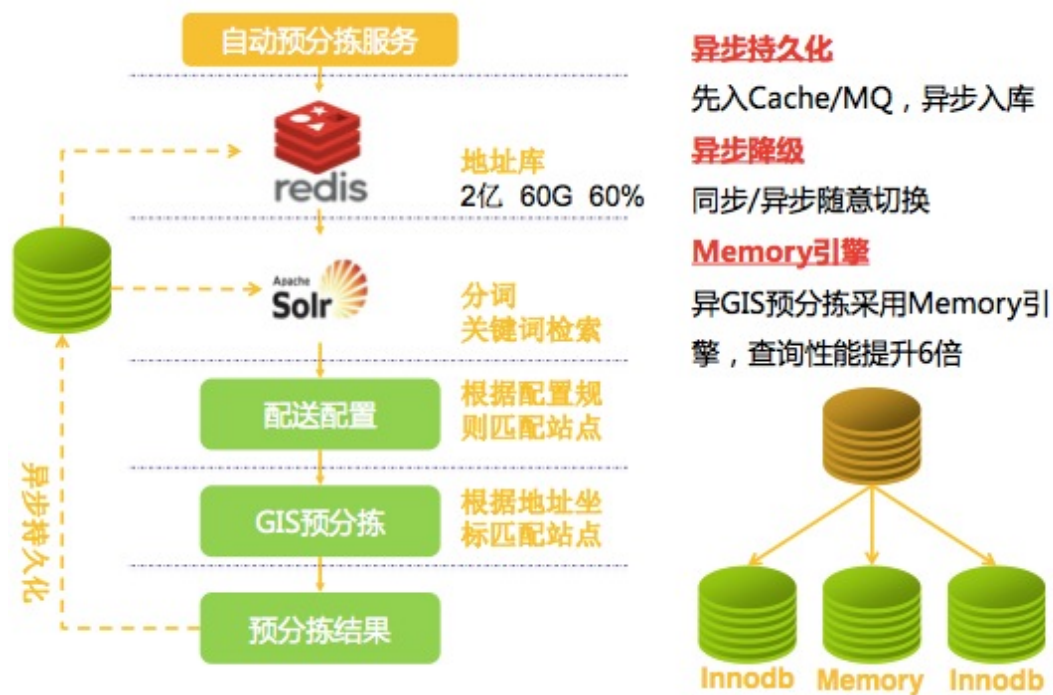 自动预分拣服务
redis
地址库
2亿 60G 60%
Apache
Solr
分词
关键词检索
配送配置
根据配置规
则匹配站点
GIS预分拣
根据地址坐
标匹配站点
预分拣结果
异步持久化
异步持久化
先入Cache/MQ，异步入库
异步降级
同步/异步随意切换
Memory引擎
异GIS预分拣采用Memory引
擎，查询性能提升6倍
Innodb
Memory
Innodb